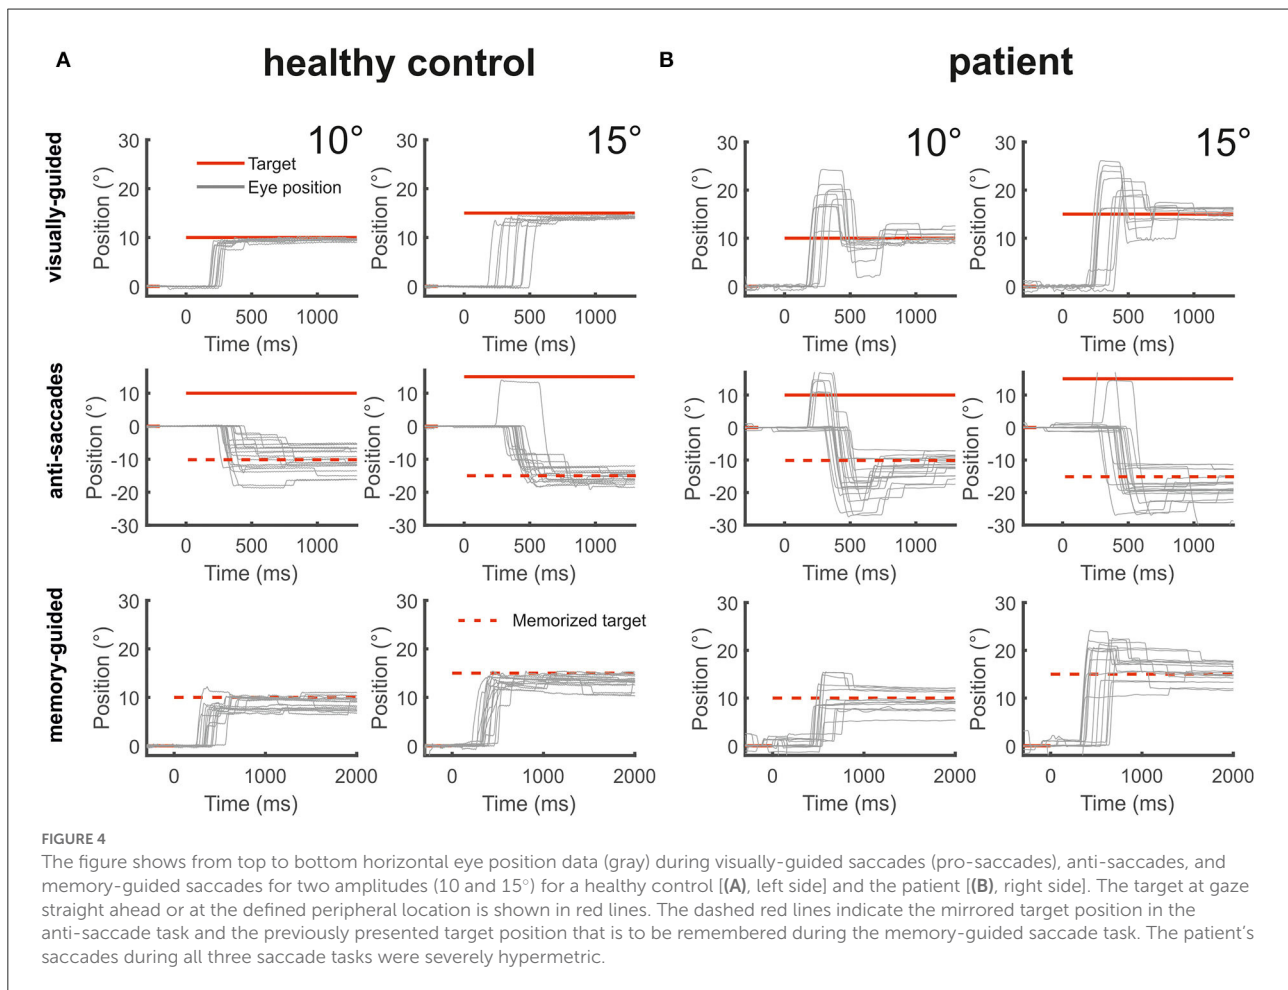 A healthy control B patient
visually-guided
10° 15° 10° 15°
Target
Eye position
Position (°) 30 20 10 0
0 500 1000
Time (ms)
Position (°) 30 20 10 0
0 500 1000
Time (ms)
Position (°) 30 20 10 0
0 500 1000
Time (ms)
Position (°) 30 20 10 0
0 500 1000
Time (ms)
anti-saccades
Position (°) 10 0 -10 -20 -30
0 500 1000
Time (ms)
Position (°) 10 0 -10 -20 -30
0 500 1000
Time (ms)
Position (°) 10 0 -10 -20 -30
0 500 1000
Time (ms)
Position (°) 10 0 -10 -20 -30
0 500 1000
Time (ms)
memory-guided
Position (°) 30 20 10 0
0 1000 2000
Time (ms)
Memorized target
Position (°) 30 20 10 0
0 1000 2000
Time (ms)
Position (°) 30 20 10 0
0 1000 2000
Time (ms)
Position (°) 30 20 10 0
0 1000 2000
Time (ms)
FIGURE 4
The figure shows from top to bottom horizontal eye position data (gray) during visually-guided saccades (pro-saccades), anti-saccades, and
memory-guided saccades for two amplitudes (10 and 15°) for a healthy control [(A), left side] and the patient [(B), right side]. The target at gaze
straight ahead or at the defined peripheral location is shown in red lines. The dashed red lines indicate the mirrored target position in the
anti-saccade task and the previously presented target position that is to be remembered during the memory-guided saccade task. The patient's
saccades during all three saccade tasks were severely hypermetric.